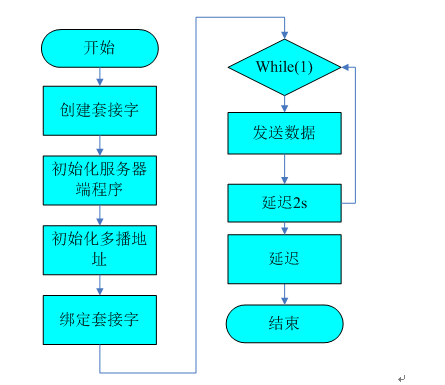 开始
创建套接字
初始化服务器
端程序
初始化多播地
址
绑定套接字
While(1)
发送数据
延迟2s
延迟
结束